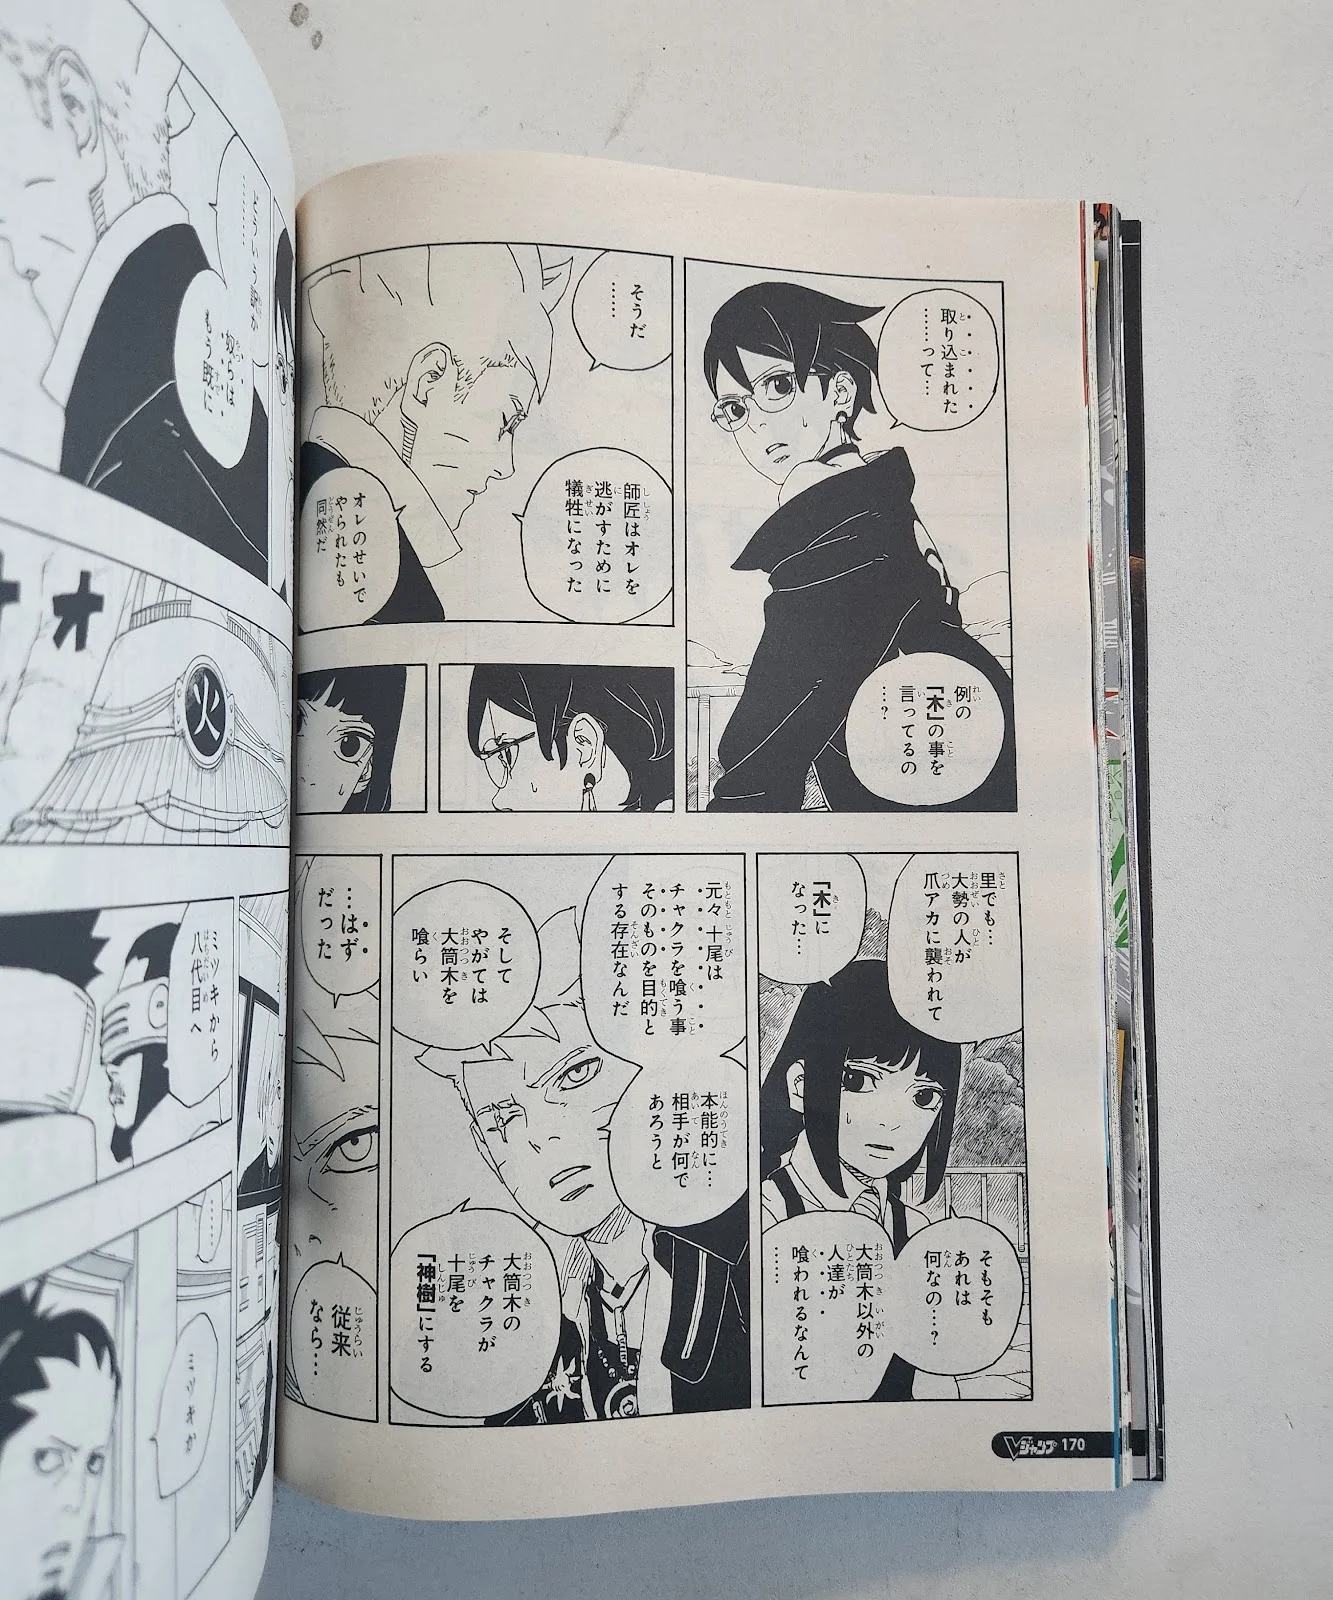 取り込まれた
……って…
例の
「木」の事を
言ってるの
…?
そうだ
……
師匠はオレを
逃がすために
犠牲になった
オレのせいで
やられたも
同然だ
里でも…
大勢の人が
爪アカに襲われて
「木」に
なった…
そもそも
あれは
何なの…?
大筒木以外の
人達が
喰われるなんて
……
元々十尾は
チャクラを喰う事
そのものを目的と
する存在なんだ
本能的に…
相手が何で
あろうと
そして
やがては
大筒木を
喰らい
大筒木の
チャクラが
十尾を
「神樹」にする
…はず
だった
従来
なら…
Vジャンプ 170
どういう事か
……
奴らは
もう既に
オ
火
ミツキから
八代目へ
……
ミツキか